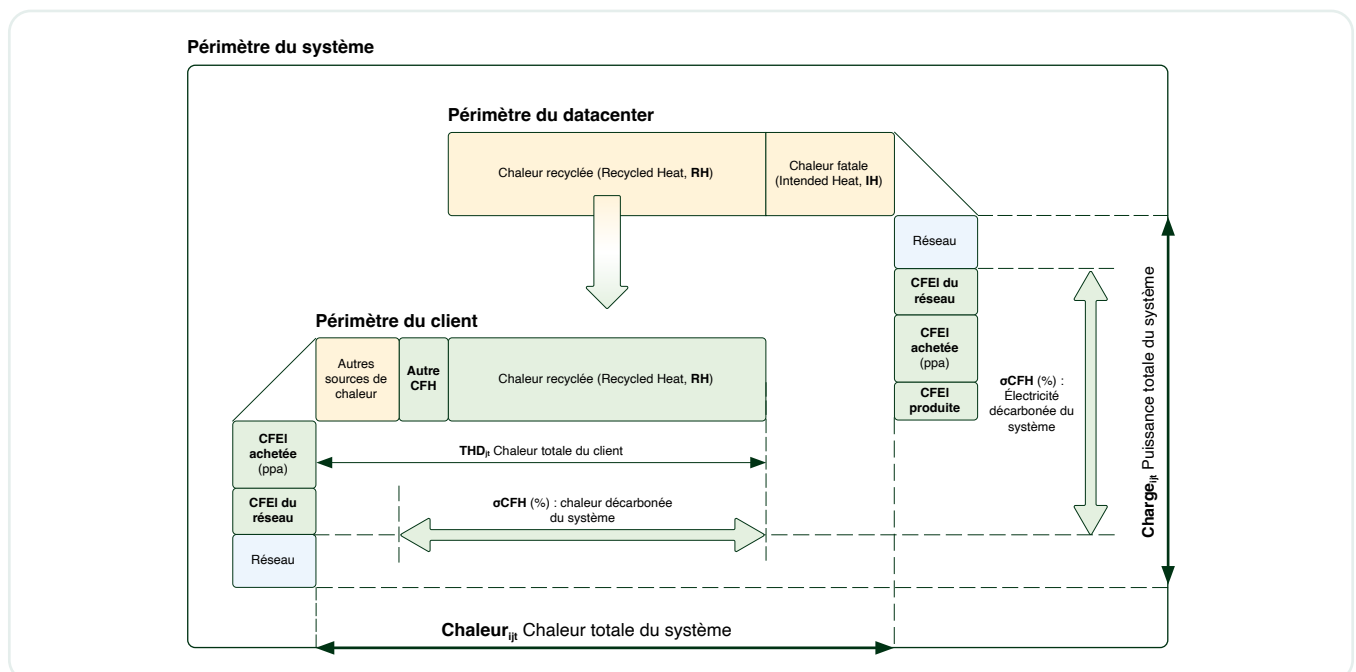 Périmètre du système
Périmètre du datacenter
Chaleur recyclée (Recycled Heat, RH)
Chaleur fatale
(Intended Heat, IH)
Réseau
CFEI du
réseau
CFEI
achetée
(ppa)
CFEI
produite
σCFH (%) :
Électricité
décarbonée du
système
Chargeijt Puissance totale du système
Périmètre du client
Autres
sources de
chaleur
Autre
CFH
Chaleur recyclée (Recycled Heat, RH)
CFEI
achetée
(ppa)
CFEI du
réseau
Réseau
THDjt Chaleur totale du client
σCFH (%) : chaleur décarbonée
du système
Chaleurijt Chaleur totale du système